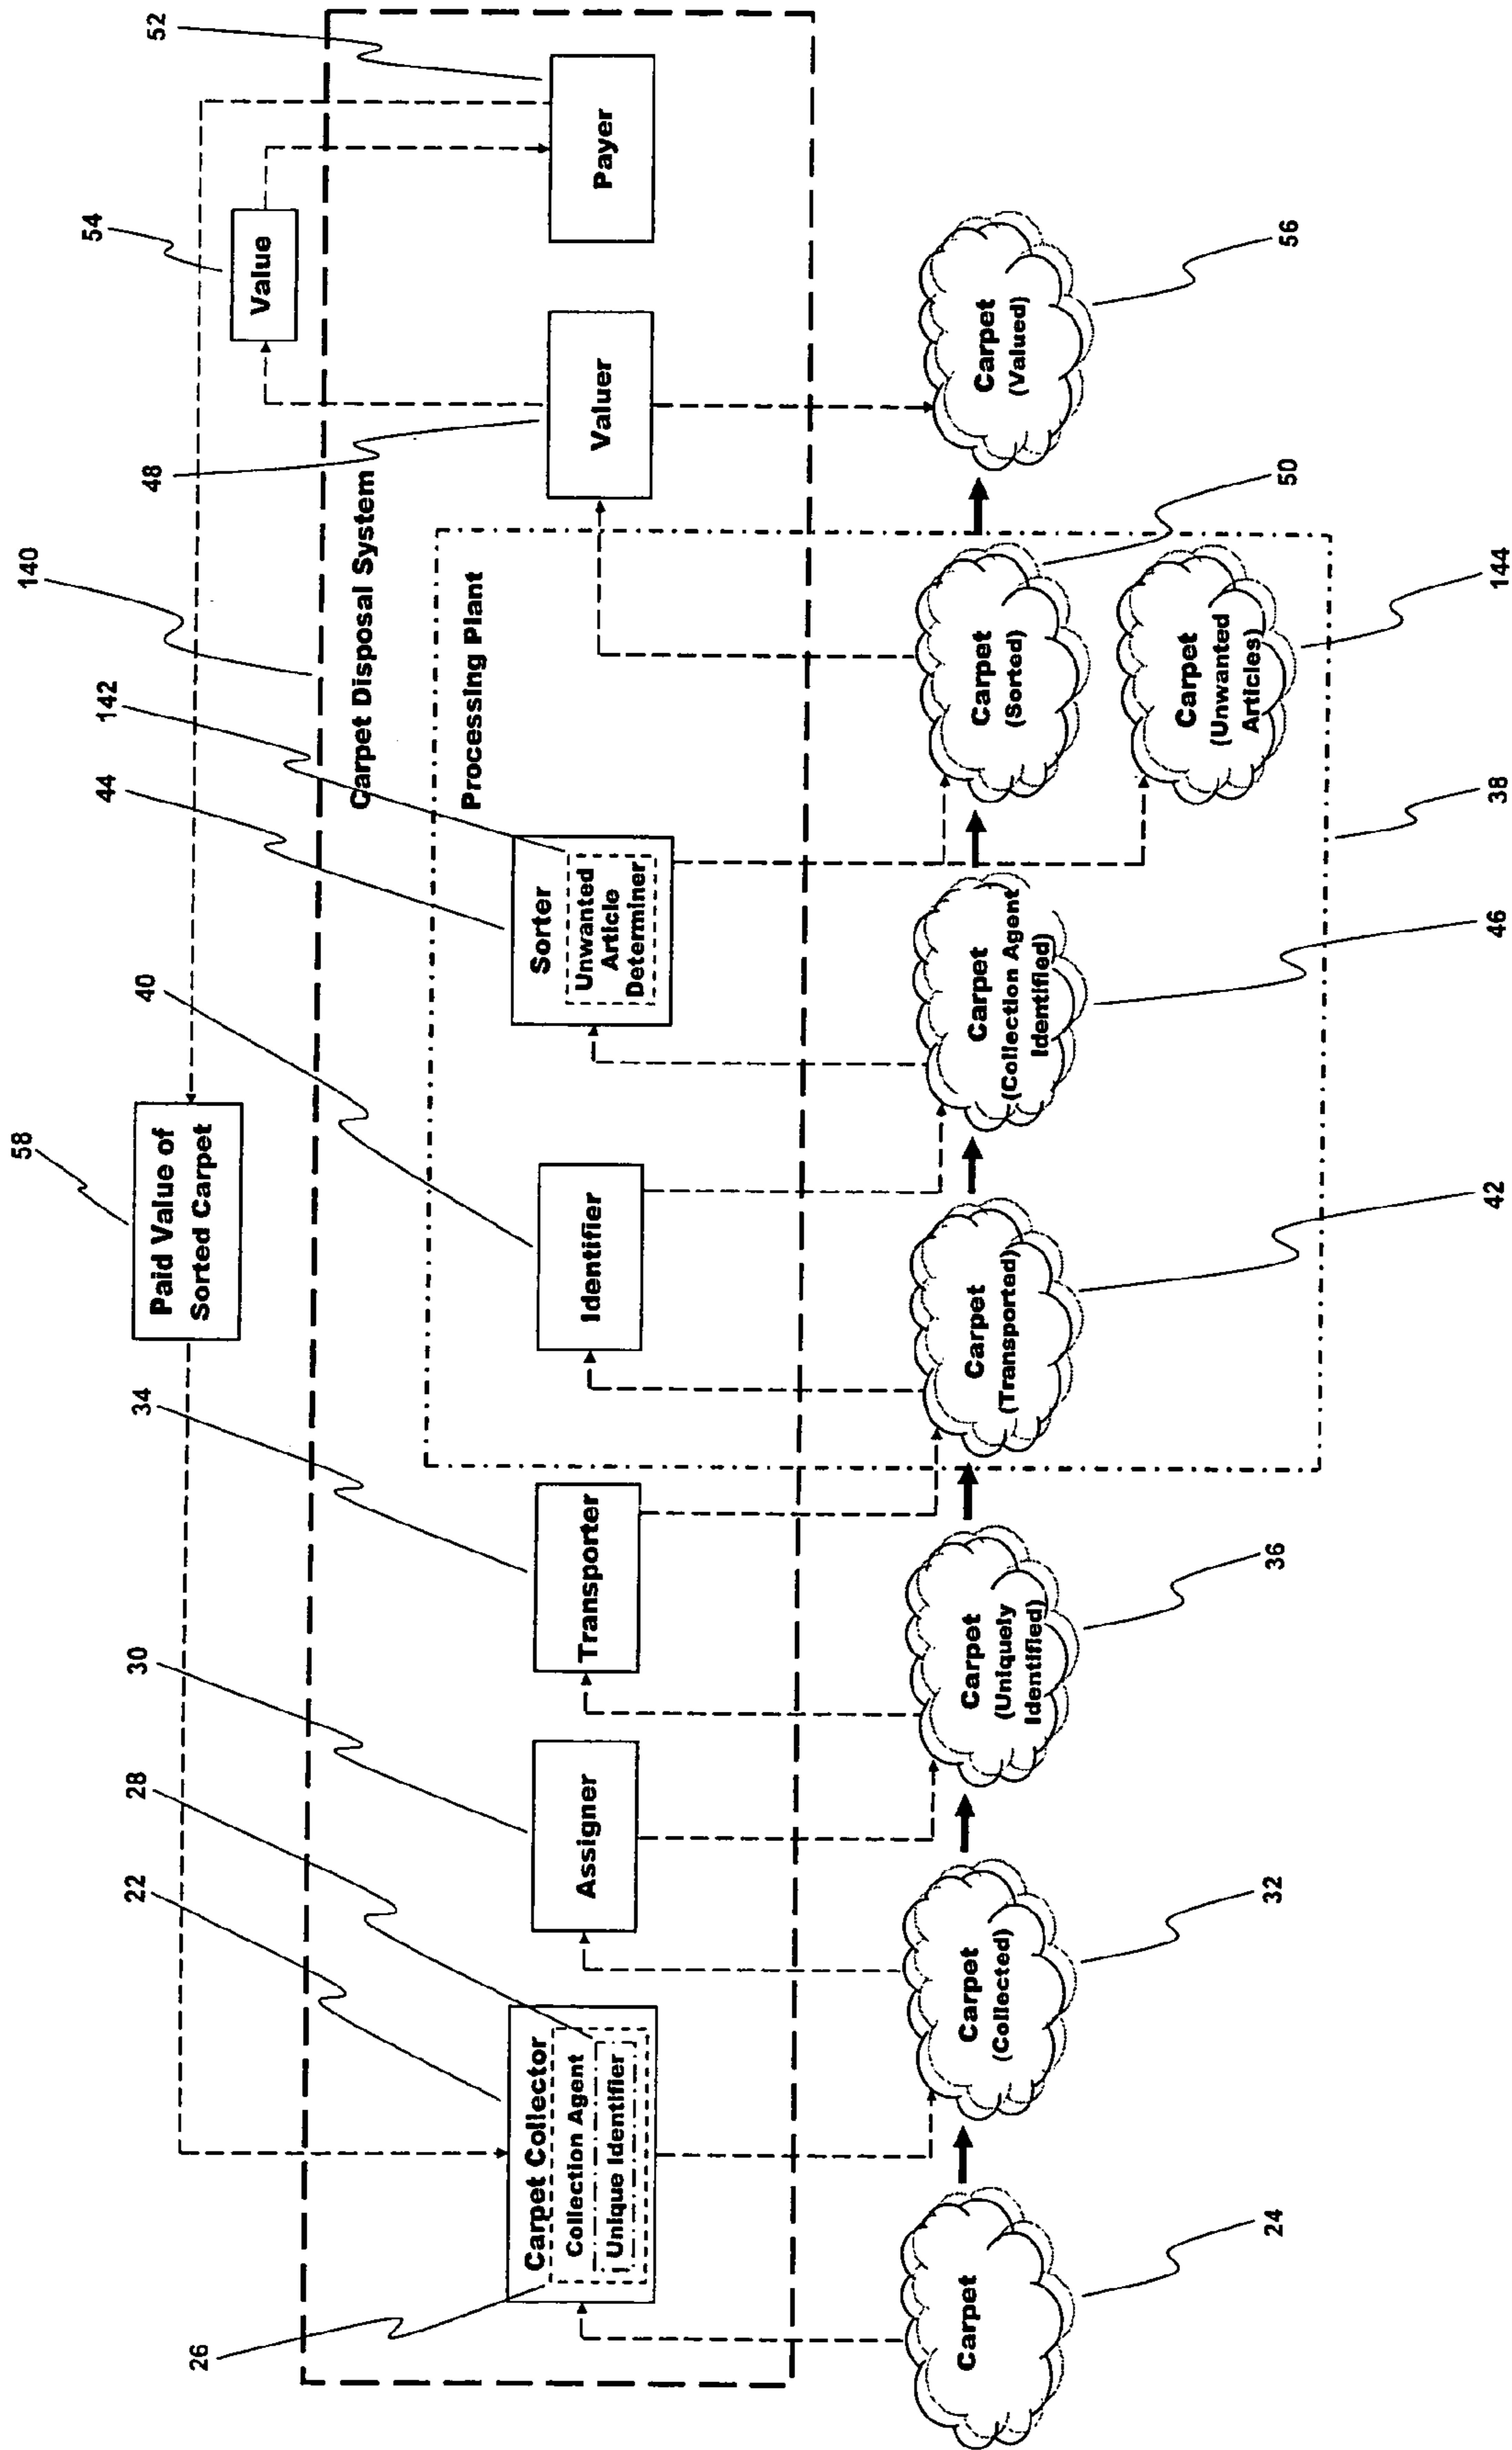 58
Paid Value of
Sorted Carpet
54
Value
52
140
Carpet Disposal System
Processing Plant
26
22
28
Carpet Collector
Collection Agent
Unique Identifier
30
Assigner
34
Transporter
40
Identifier
44
142
Sorter
Unwanted
Article
Determiner
48
Valuer
Payer
Carpet
24
Carpet
(Collected)
32
Carpet
(Uniquely
Identified)
36
Carpet
(Transported)
42
Carpet
(Collection Agent
Identified)
46
Carpet
(Sorted)
50
Carpet
(Valued)
56
Carpet
(Unwanted
Articles)
144
38